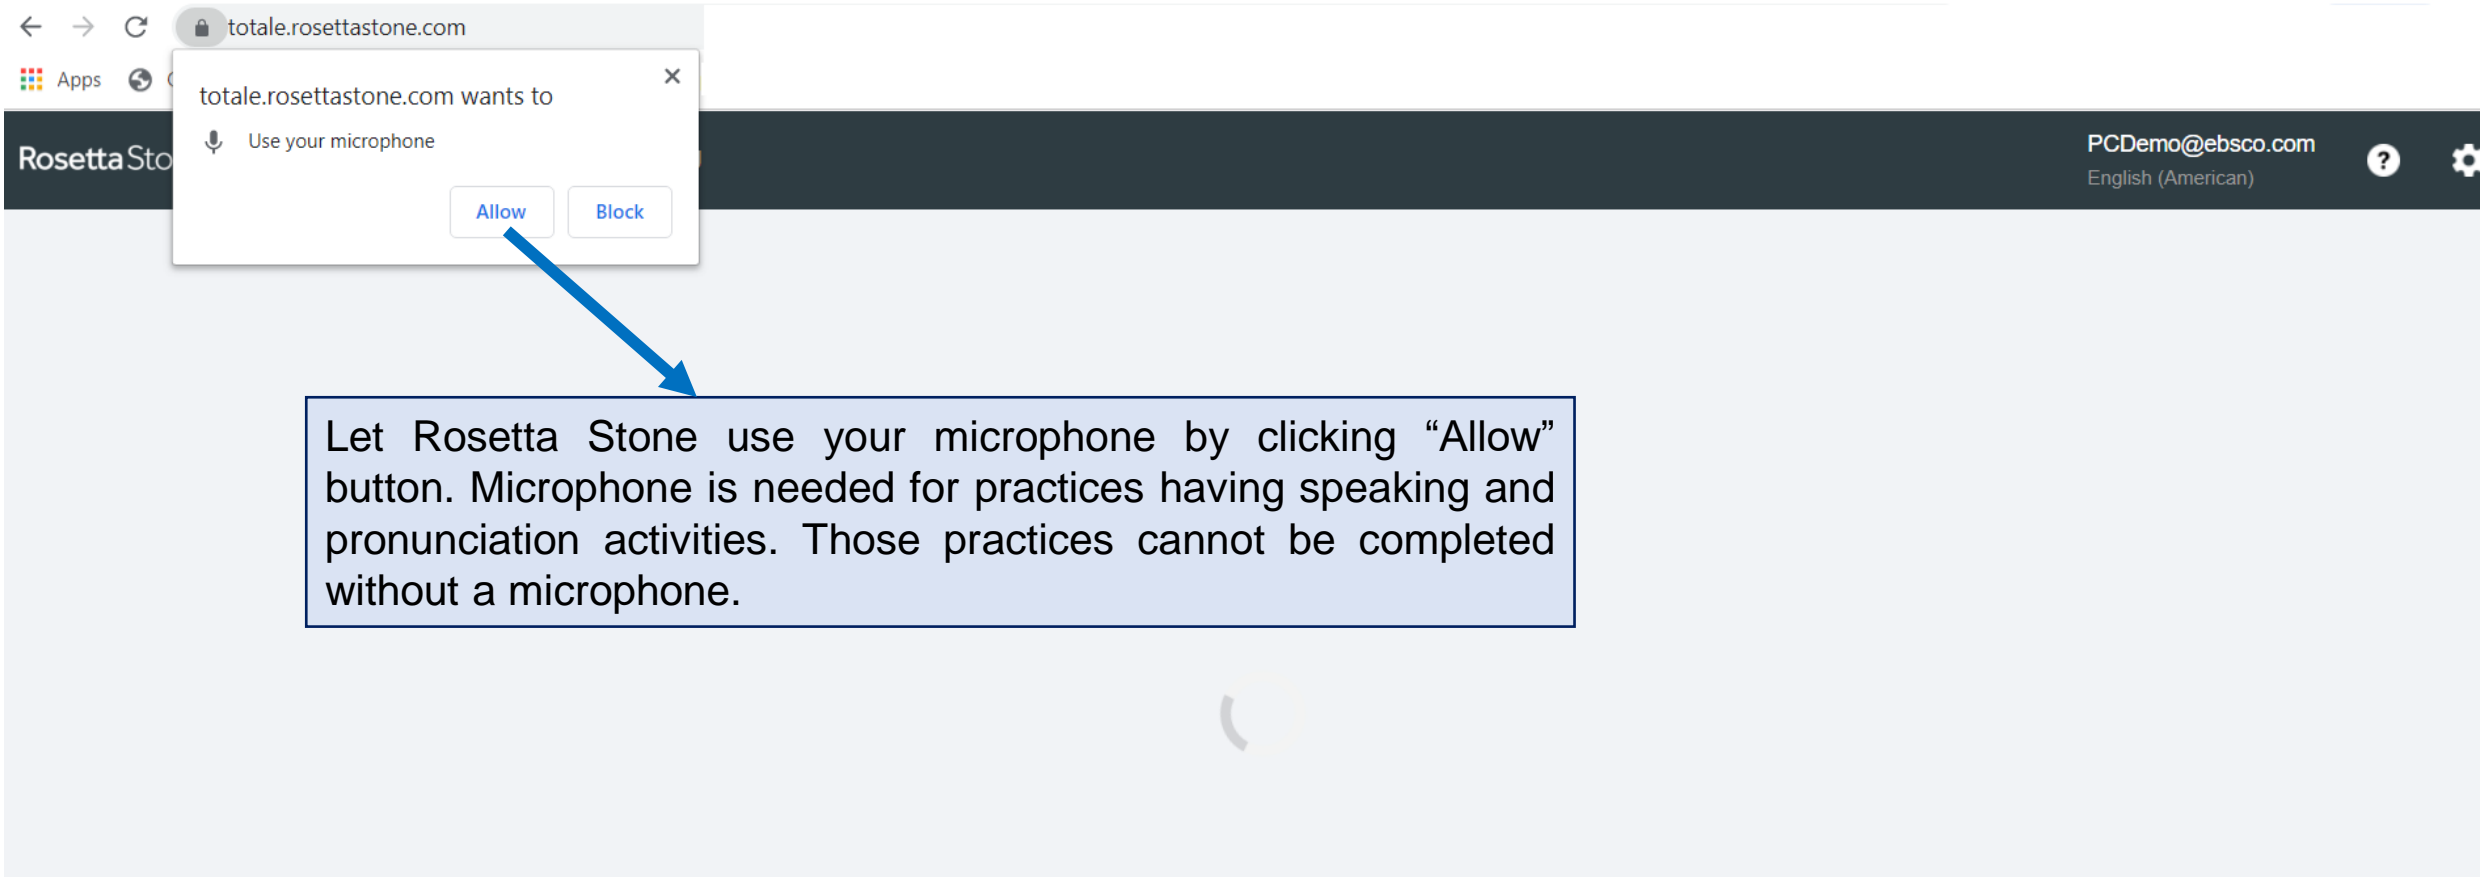 totale.rosettastone.com
Apps
totale.rosettastone.com wants to
Use your microphone
Allow Block
Rosetta Sto
PCDemo@ebsco.com
English (American)
Let Rosetta Stone use your microphone by clicking “Allow”
button. Microphone is needed for practices having speaking and
pronunciation activities. Those practices cannot be completed
without a microphone.